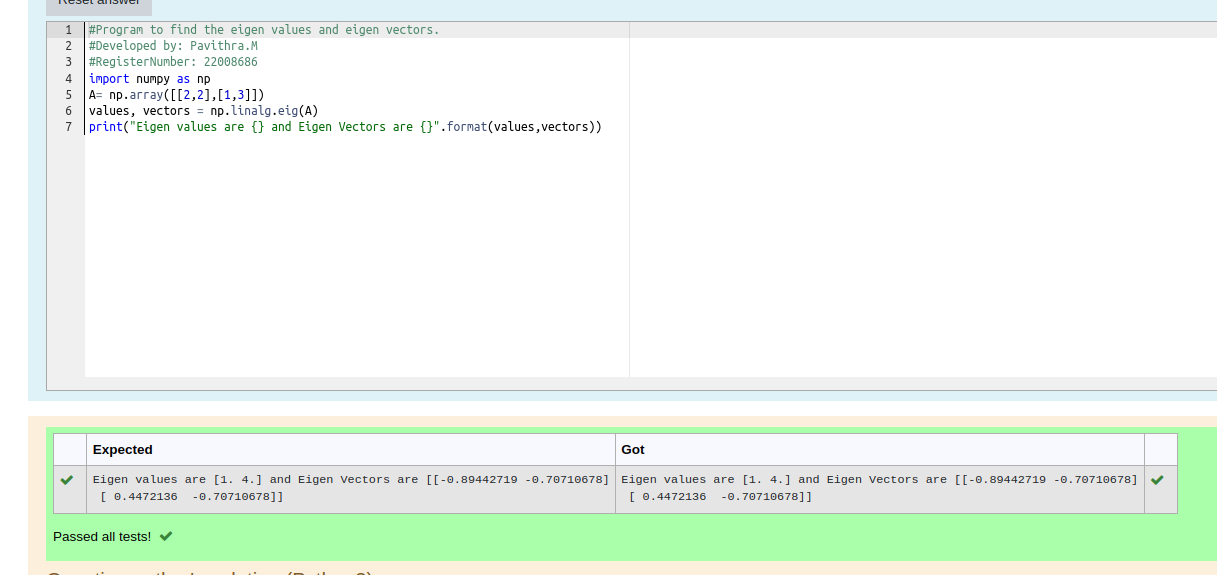 Reset answer
1 #Program to find the eigen values and eigen vectors.
2 #Developed by: Pavithra.M
3 #RegisterNumber: 22008686
4 import numpy as np
5 A= np.array([[2,2],[1,3]])
6 values, vectors = np.linalg.eig(A)
7 print("Eigen values are {} and Eigen Vectors are {}".format(values,vectors))
Expected Got
Eigen values are [1. 4.] and Eigen Vectors are [[-0.89442719 -0.70710678] Eigen values are [1. 4.] and Eigen Vectors are [[-0.89442719 -0.70710678]
[ 0.4472136  -0.70710678]] [ 0.4472136  -0.70710678]]
Passed all tests!